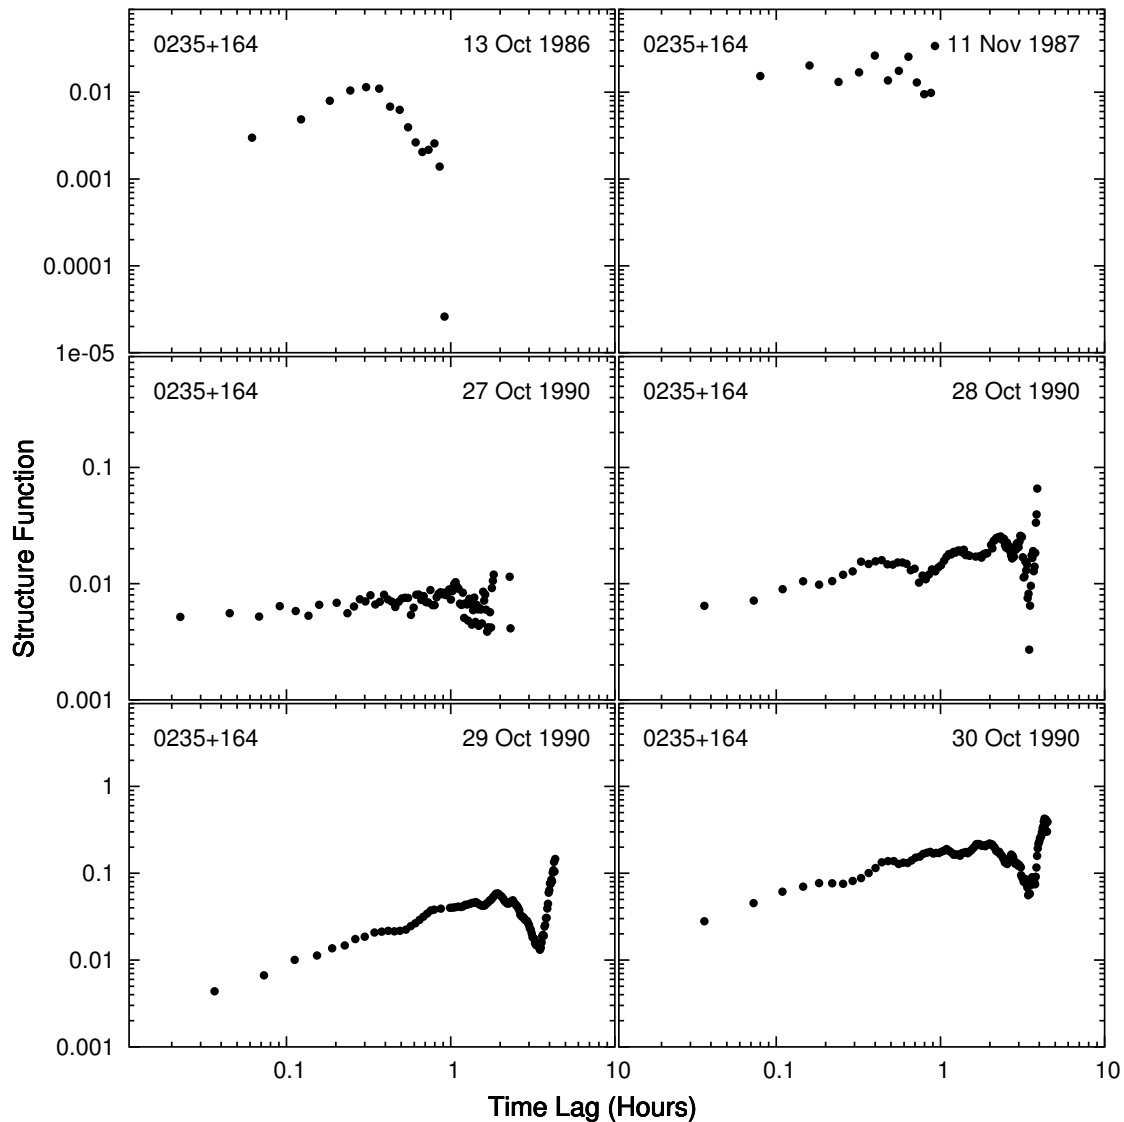 0235+164 13 Oct 1986 0235+164 11 Nov 1987
0.01
0.001
0.0001
1e-05
0235+164 27 Oct 1990 0235+164 28 Oct 1990
0.1
0.01
0.001
0235+164 29 Oct 1990 0235+164 30 Oct 1990
1
0.1
0.01
0.001
0.1 1 10 0.1 1 10
Structure Function
Time Lag (Hours)